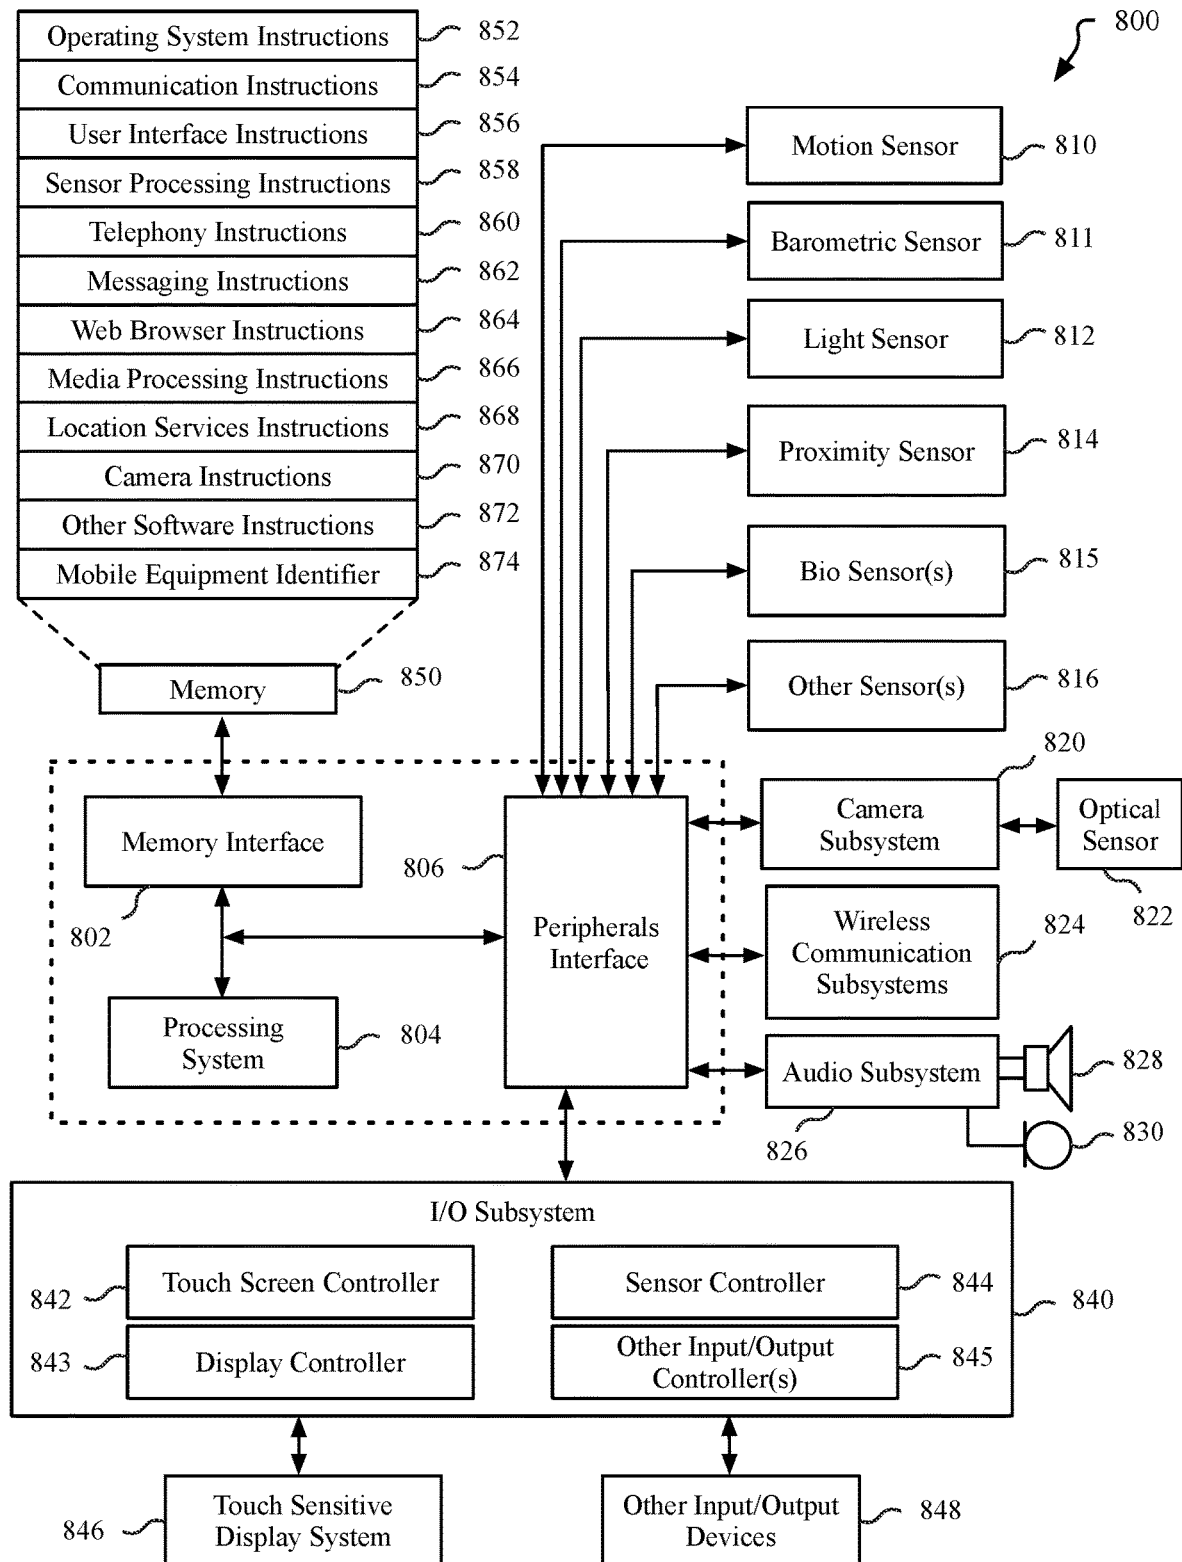 800
Operating System Instructions 852
Communication Instructions 854
User Interface Instructions 856
Sensor Processing Instructions 858
Telephony Instructions 860
Messaging Instructions 862
Web Browser Instructions 864
Media Processing Instructions 866
Location Services Instructions 868
Camera Instructions 870
Other Software Instructions 872
Mobile Equipment Identifier 874
Memory 850
Motion Sensor 810
Barometric Sensor 811
Light Sensor 812
Proximity Sensor 814
Bio Sensor(s) 815
Other Sensor(s) 816
Memory Interface
802
Processing
System
804
806
Peripherals
Interface
820
Camera
Subsystem
Optical
Sensor
822
Wireless
Communication
Subsystems
824
Audio Subsystem
826
828
830
I/O Subsystem
840
842
Touch Screen Controller
Sensor Controller
844
843
Display Controller
Other Input/Output
Controller(s)
845
846
Touch Sensitive
Display System
Other Input/Output
Devices
848